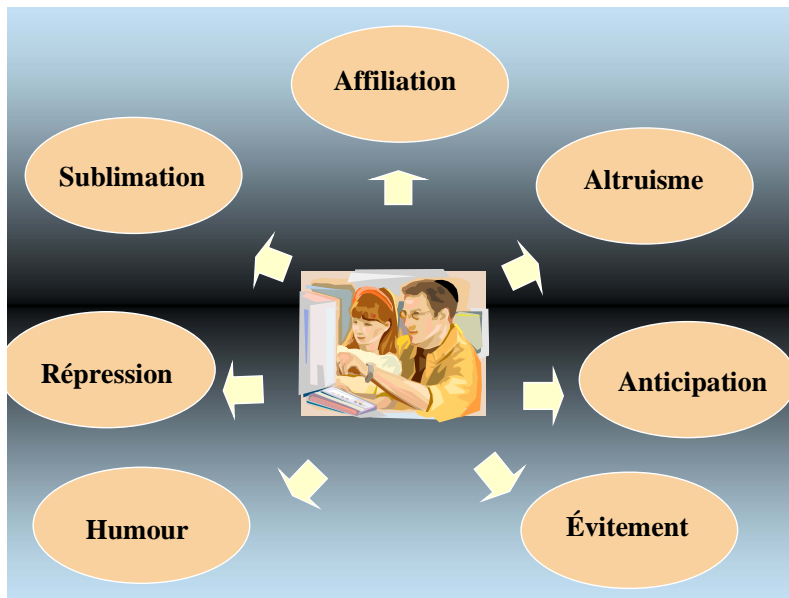 Affiliation
Sublimation
Altruisme
Répression
Anticipation
Humour
Évitement